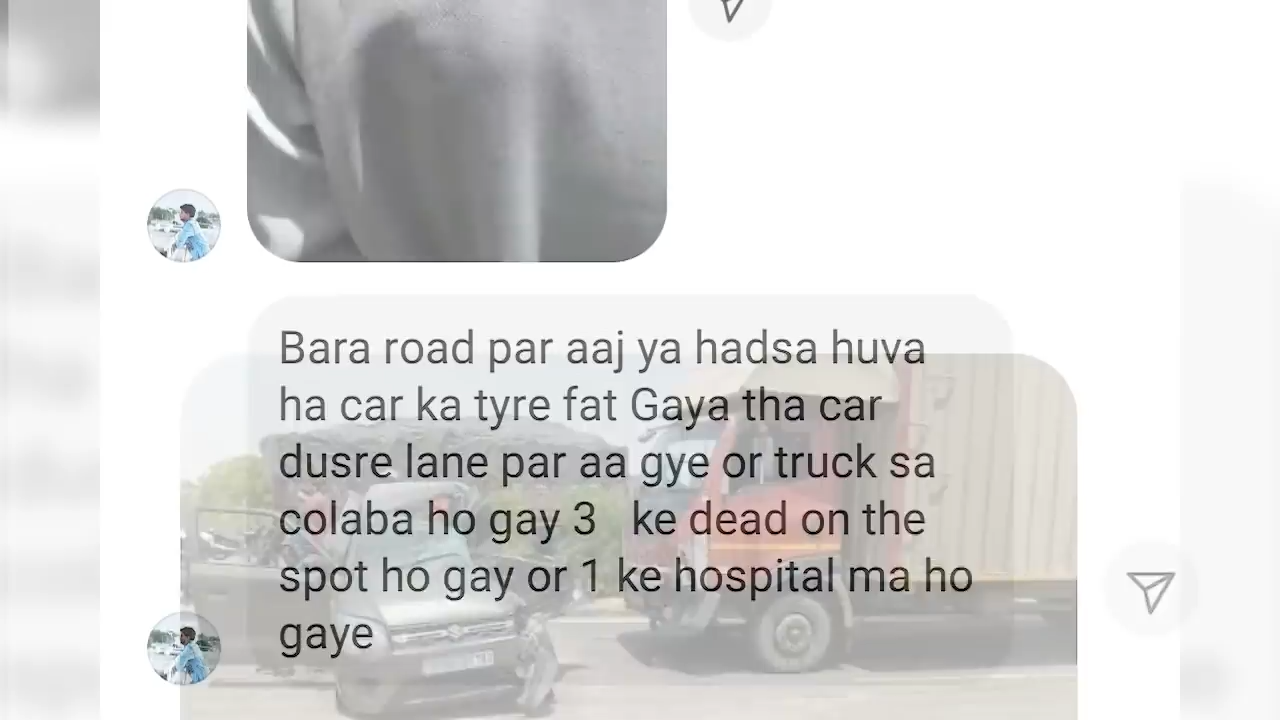 Bara road par aaj ya hadsa huva
ha car ka tyre fat Gaya tha car
dusre lane par aa gye or truck sa
colaba ho gay 3 ke dead on the
spot ho gay or 1 ke hospital ma ho
gaye